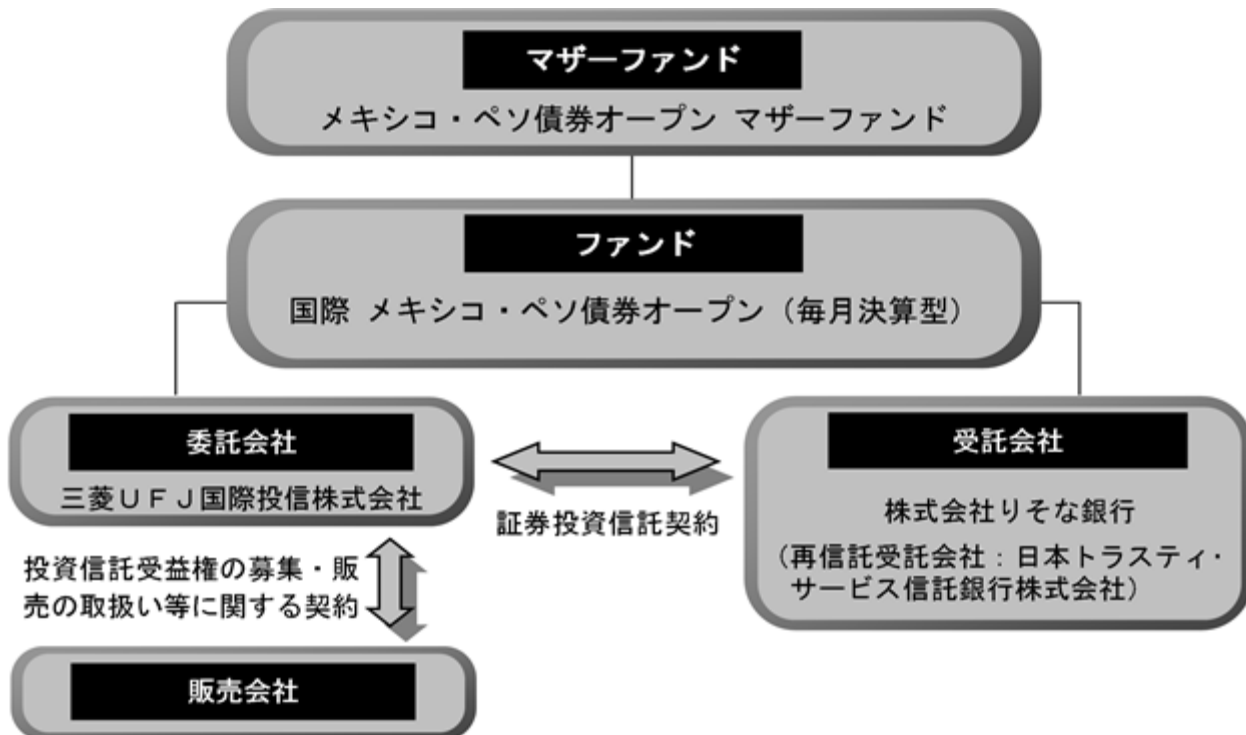 マザーファンド
メキシコ・ペソ債券オープン マザーファンド
ファンド
国際 メキシコ・ペソ債券オープン（毎月決算型）
委託会社
三菱ＵＦＪ国際投信株式会社
証券投資信託契約
受託会社
株式会社りそな銀行
（再信託受託会社：日本トラスティ・
サービス信託銀行株式会社）
投資信託受益権の募集・販
売の取扱い等に関する契約
販売会社